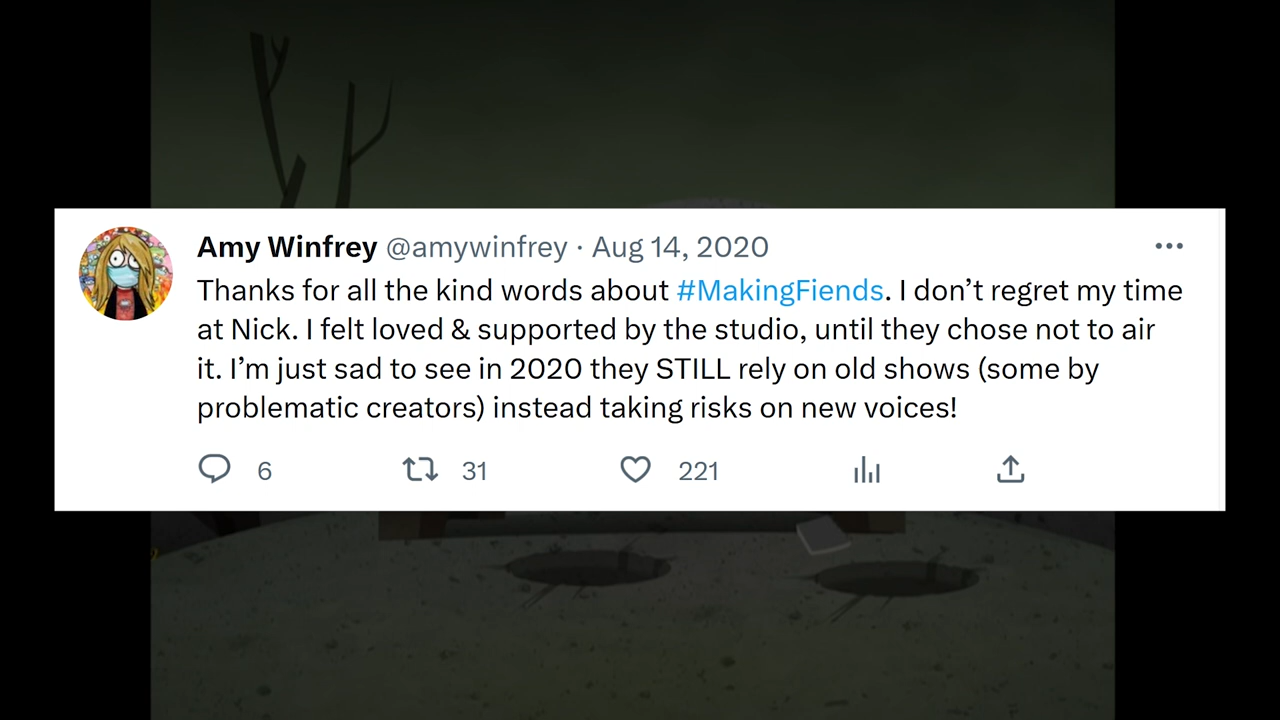 Amy Winfrey @amywinfrey · Aug 14, 2020
Thanks for all the kind words about #MakingFiends. I don’t regret my time
at Nick. I felt loved & supported by the studio, until they chose not to air
it. I’m just sad to see in 2020 they STILL rely on old shows (some by
problematic creators) instead taking risks on new voices!
6 31 221